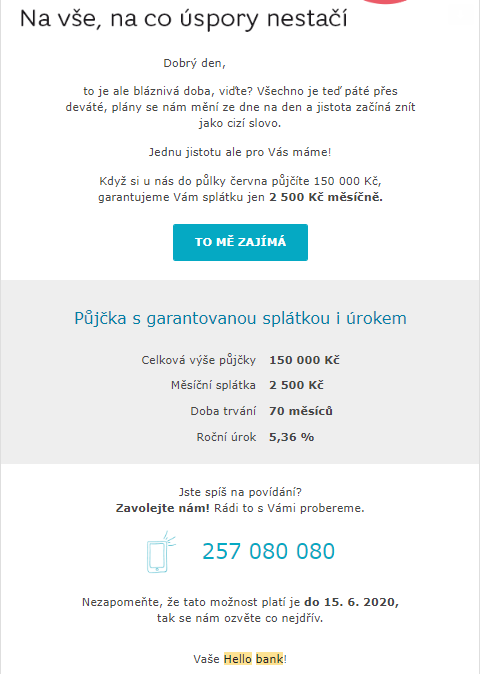 Na vše, na co úspory nestačí
Dobrý den,
to je ale bláznivá doba, viďte? Všechno je teď páté přes
deváté, plány se nám mění ze dne na den a jistota začíná znít
jako cizí slovo.
Jednu jistotu ale pro Vás máme!
Když si u nás do půlky června půjčíte 150 000 Kč,
garantujeme Vám splátku jen 2 500 Kč měsíčně.
TO MĚ ZAJÍMÁ
Půjčka s garantovanou splátkou i úrokem
Celková výše půjčky 150 000 Kč
Měsíční splátka 2 500 Kč
Doba trvání 70 měsíců
Roční úrok 5,36 %
Jste spíš na povídání?
Zavolejte nám! Rádi to s Vámi probereme.
257 080 080
Nezapomeňte, že tato možnost platí je do 15. 6. 2020,
tak se nám ozvěte co nejdřív.
Vaše Hello bank!